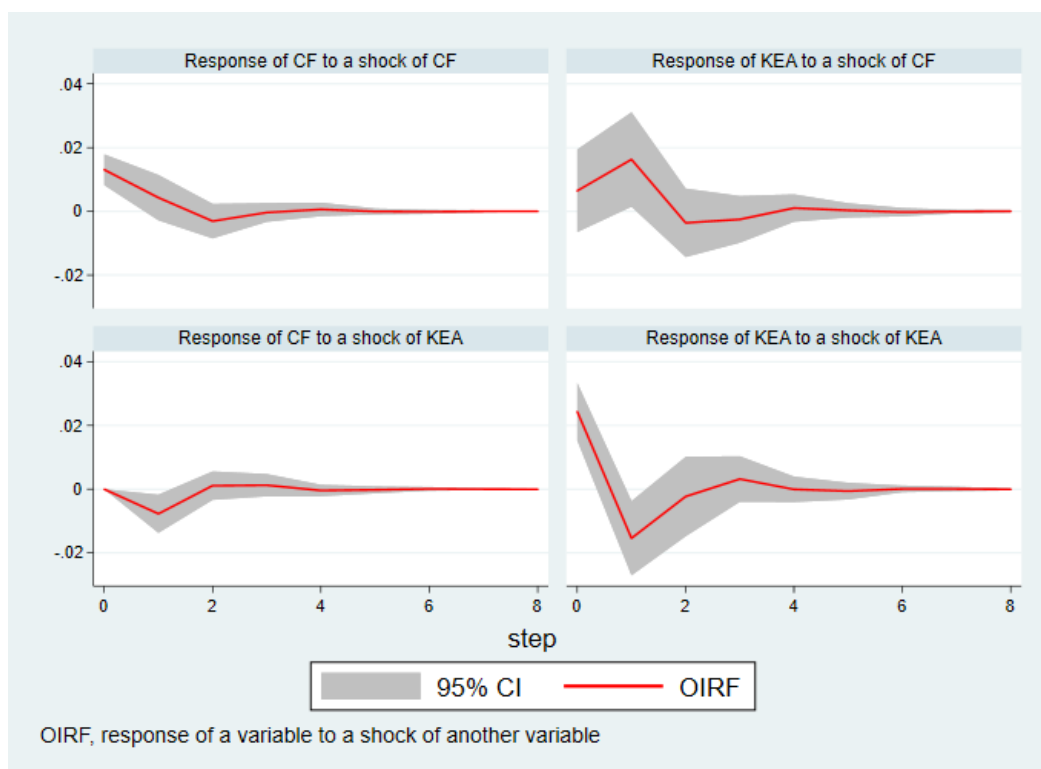 Response of CF to a shock of CF
Response of KEA to a shock of CF
.04
.02
0
-.02
Response of CF to a shock of KEA
Response of KEA to a shock of KEA
.04
.02
0
-.02
0 2 4 6 8
0 2 4 6 8
step
95% CI
OIRF
OIRF, response of a variable to a shock of another variable